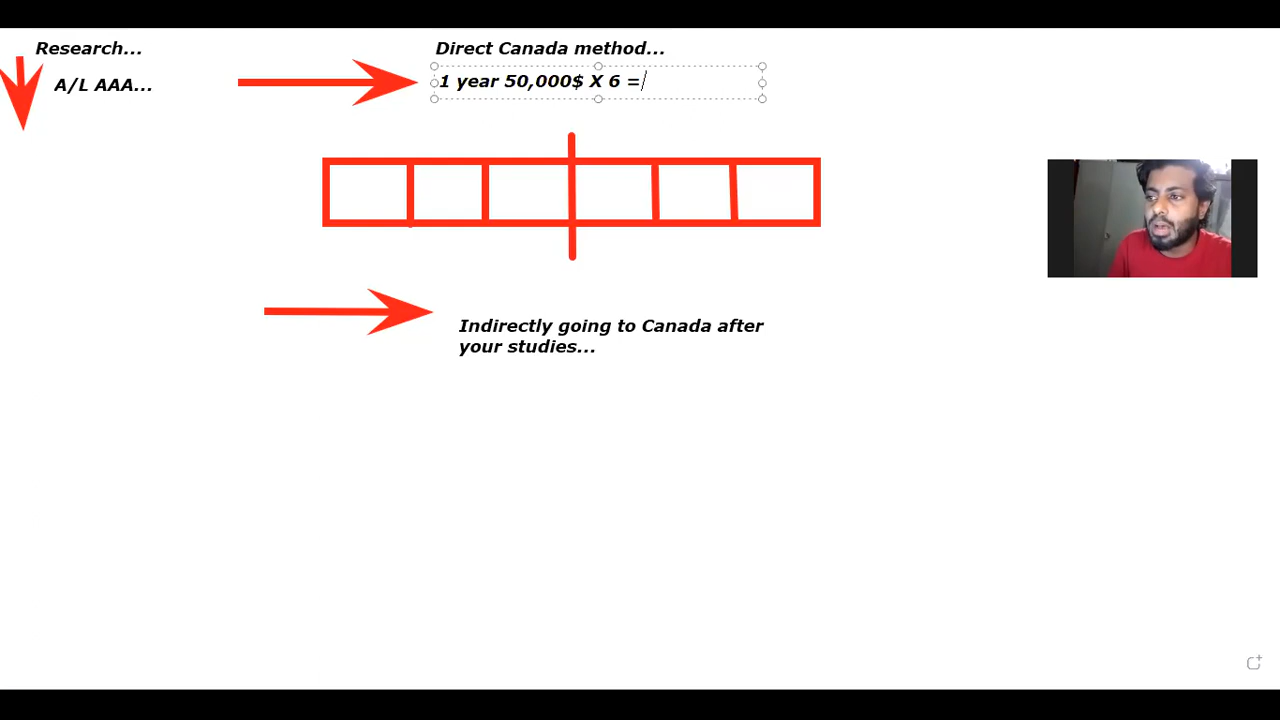 Research...
A/L AAA...
Direct Canada method...
1 year 50,000$ X 6 =
Indirectly going to Canada after
your studies...